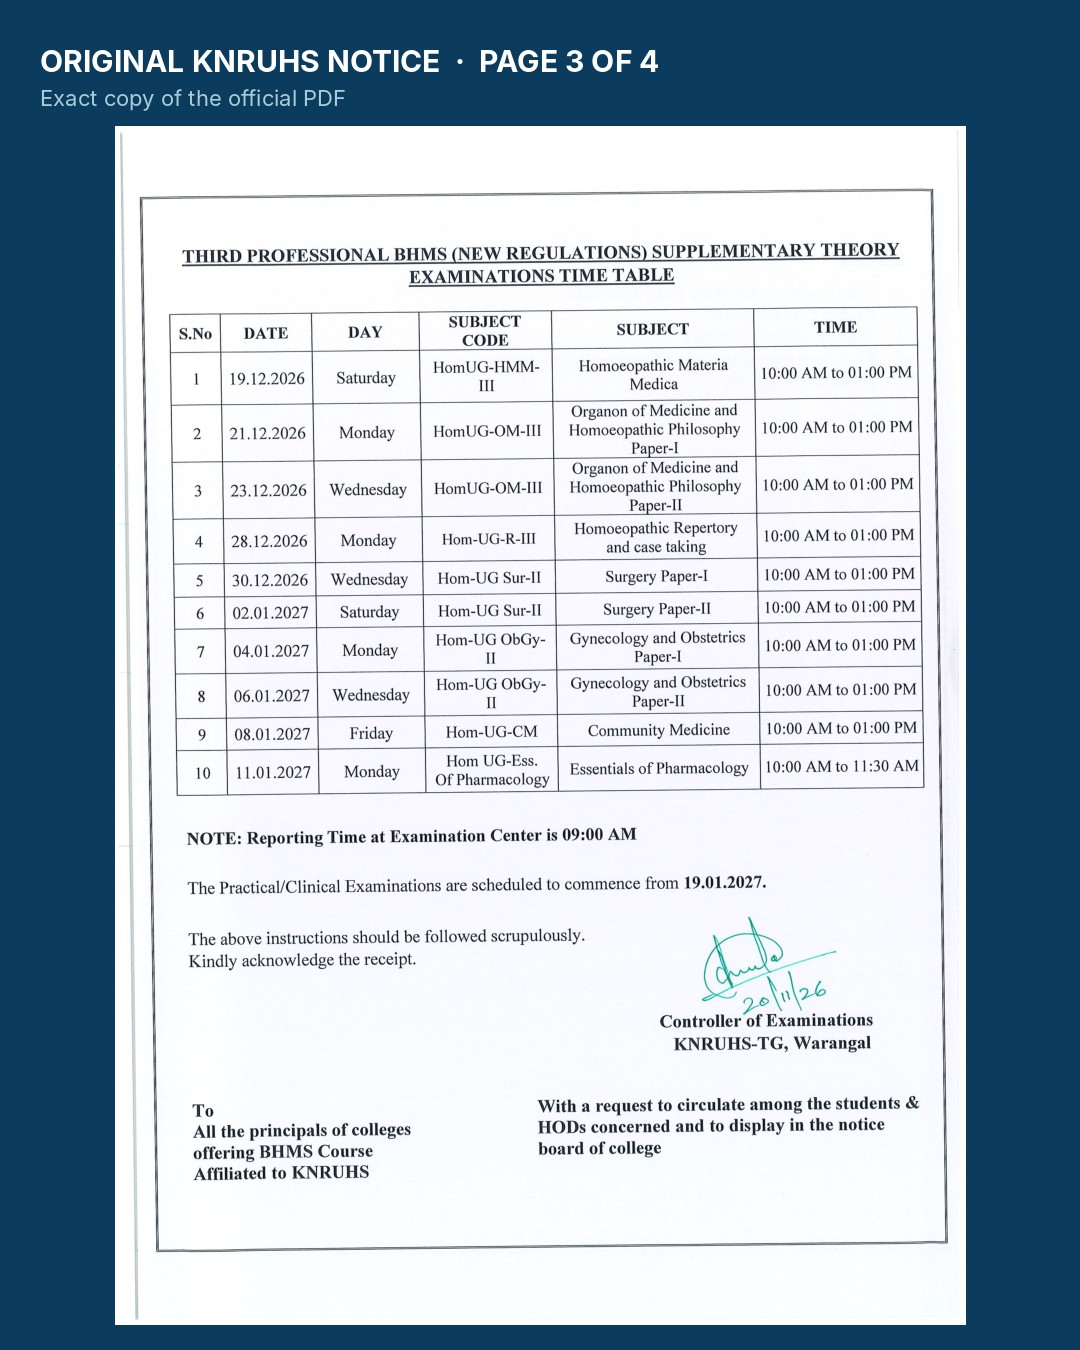 ORIGINAL KNRUHS NOTICE · PAGE 3 OF 4
Exact copy of the official PDF
THIRD PROFESSIONAL BHMS (NEW REGULATIONS) SUPPLEMENTARY THEORY
EXAMINATIONS TIME TABLE
S.No DATE DAY SUBJECT CODE SUBJECT TIME
1 19.12.2026 Saturday HomUG-HMM-III Homoeopathic Materia Medica 10:00 AM to 01:00 PM
2 21.12.2026 Monday HomUG-OM-III Organon of Medicine and Homoeopathic Philosophy Paper-I 10:00 AM to 01:00 PM
3 23.12.2026 Wednesday HomUG-OM-III Organon of Medicine and Homoeopathic Philosophy Paper-II 10:00 AM to 01:00 PM
4 28.12.2026 Monday Hom-UG-R-III Homoeopathic Repertory and case taking 10:00 AM to 01:00 PM
5 30.12.2026 Wednesday Hom-UG Sur-II Surgery Paper-I 10:00 AM to 01:00 PM
6 02.01.2027 Saturday Hom-UG Sur-II Surgery Paper-II 10:00 AM to 01:00 PM
7 04.01.2027 Monday Hom-UG ObGy-II Gynecology and Obstetrics Paper-I 10:00 AM to 01:00 PM
8 06.01.2027 Wednesday Hom-UG ObGy-II Gynecology and Obstetrics Paper-II 10:00 AM to 01:00 PM
9 08.01.2027 Friday Hom-UG-CM Community Medicine 10:00 AM to 01:00 PM
10 11.01.2027 Monday Hom UG-Ess. Of Pharmacology Essentials of Pharmacology 10:00 AM to 11:30 AM
NOTE: Reporting Time at Examination Center is 09:00 AM
The Practical/Clinical Examinations are scheduled to commence from 19.01.2027.
The above instructions should be followed scrupulously.
Kindly acknowledge the receipt.
20/11/26
Controller of Examinations
KNRUHS-TG, Warangal
To
All the principals of colleges
offering BHMS Course
Affiliated to KNRUHS
With a request to circulate among the students &
HODs concerned and to display in the notice
board of college